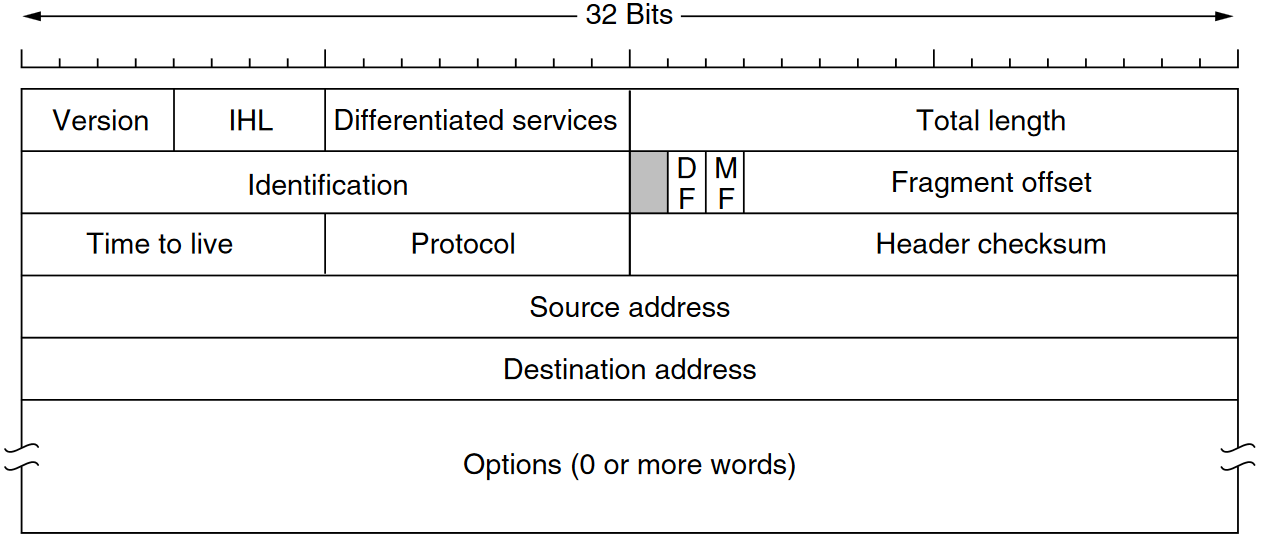 32 Bits
Version IHL Differentiated services Total length
Identification DF MF Fragment offset
Time to live Protocol Header checksum
Source address
Destination address
Options (0 or more words)